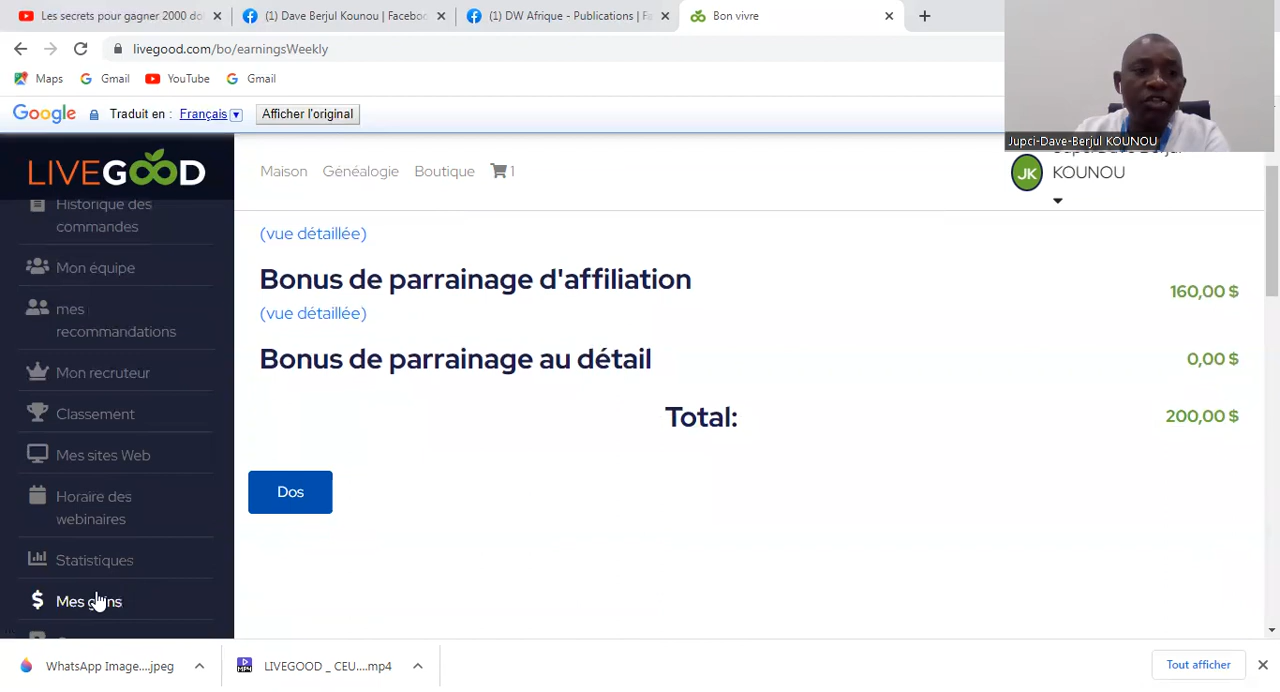 Les secrets pour gagner 2000 do
(1) Dave Berjul Kounou | Faceboo
(1) DW Afrique - Publications | Fa
Bon vivre
livegood.com/bo/earningsWeekly
Maps
Gmail
YouTube
Gmail
Google
Traduit en :
Français
Afficher l'original
Jupci-Dave-Berjul KOUNOU
LIVEGOOD
Maison
Généalogie
Boutique
1
JK
KOUNOU
Historique des
commandes
Mon équipe
mes
recommandations
Mon recruteur
Classement
Mes sites Web
Horaire des
webinaires
Statistiques
Mes gains
(vue détaillée)
Bonus de parrainage d'affiliation
160,00 $
(vue détaillée)
Bonus de parrainage au détail
0,00 $
Total:
200,00 $
Dos
WhatsApp Image....jpeg
LIVEGOOD _ CEU....mp4
Tout afficher